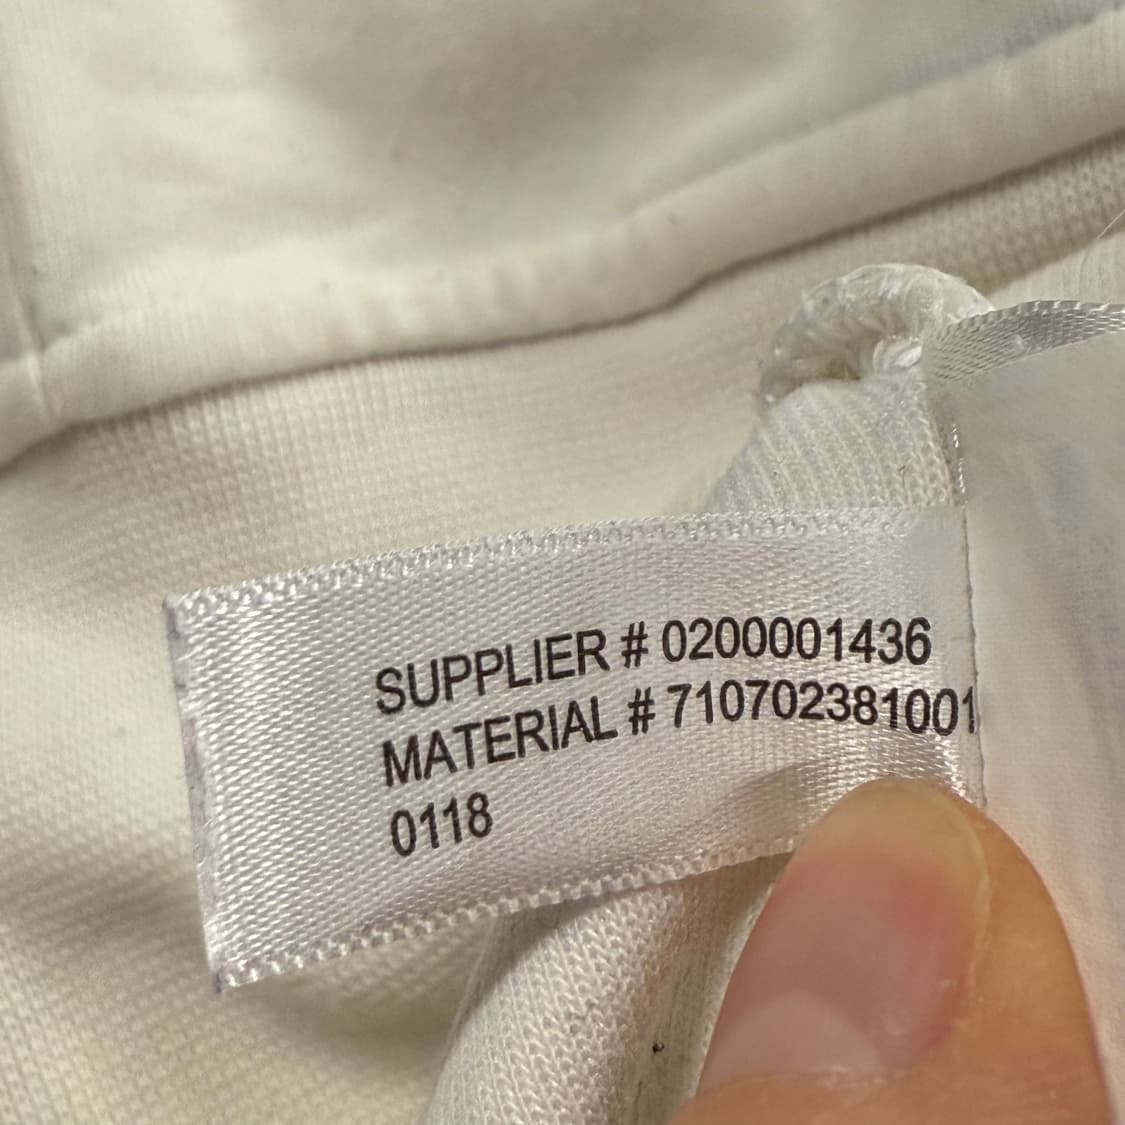 SUPPLIER # 0200001436
MATERIAL # 710702381001
0118